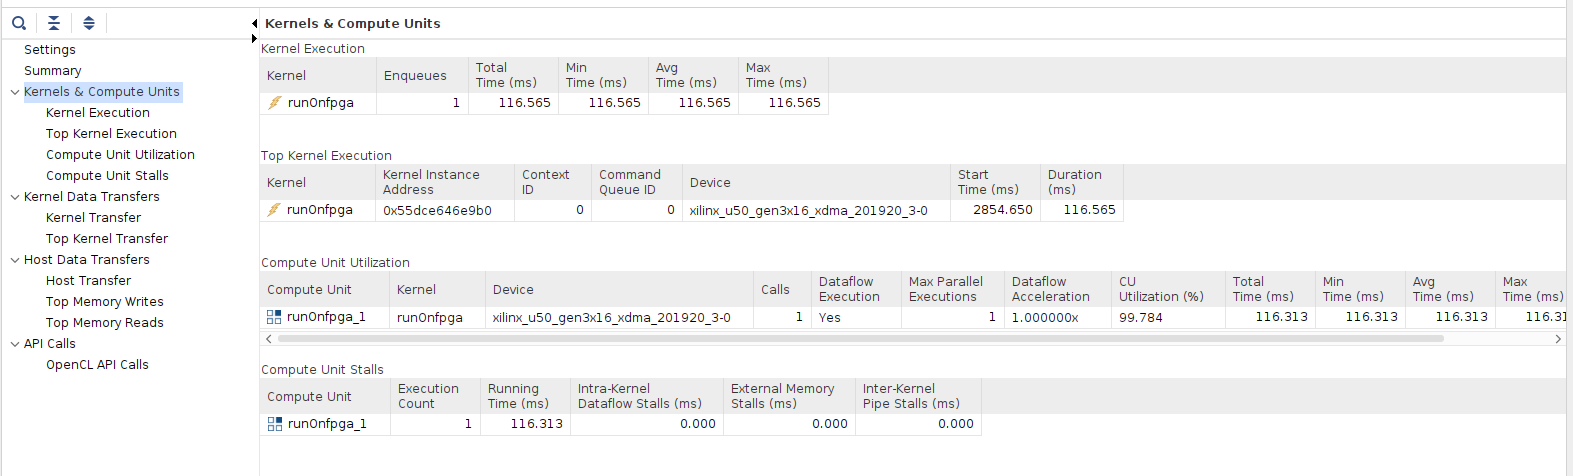 Settings
Summary
Kernels & Compute Units
Kernel Execution
Top Kernel Execution
Compute Unit Utilization
Compute Unit Stalls
Kernel Data Transfers
Kernel Transfer
Top Kernel Transfer
Host Data Transfers
Host Transfer
Top Memory Writes
Top Memory Reads
API Calls
OpenCL API Calls
Kernels & Compute Units
Kernel Execution
Kernel Enqueues Total Time (ms) Min Time (ms) Avg Time (ms) Max Time (ms)
runOnfpga 1 116.565 116.565 116.565 116.565
Top Kernel Execution
Kernel Kernel Instance Address Context ID Command Queue ID Device Start Time (ms) Duration (ms)
runOnfpga 0x55dce646e9b0 0 0 xilinx_u50_gen3x16_xdma_201920_3-0 2854.650 116.565
Compute Unit Utilization
Compute Unit Kernel Device Calls Dataflow Execution Max Parallel Executions Dataflow Acceleration CU Utilization (%) Total Time (ms) Min Time (ms) Avg Time (ms) Max Time (ms)
runOnfpga_1 runOnfpga xilinx_u50_gen3x16_xdma_201920_3-0 1 Yes 1 1.000000x 99.784 116.313 116.313 116.313
Compute Unit Stalls
Compute Unit Execution Count Running Time (ms) Intra-Kernel Dataflow Stalls (ms) External Memory Stalls (ms) Inter-Kernel Pipe Stalls (ms)
runOnfpga_1 1 116.313 0.000 0.000 0.000